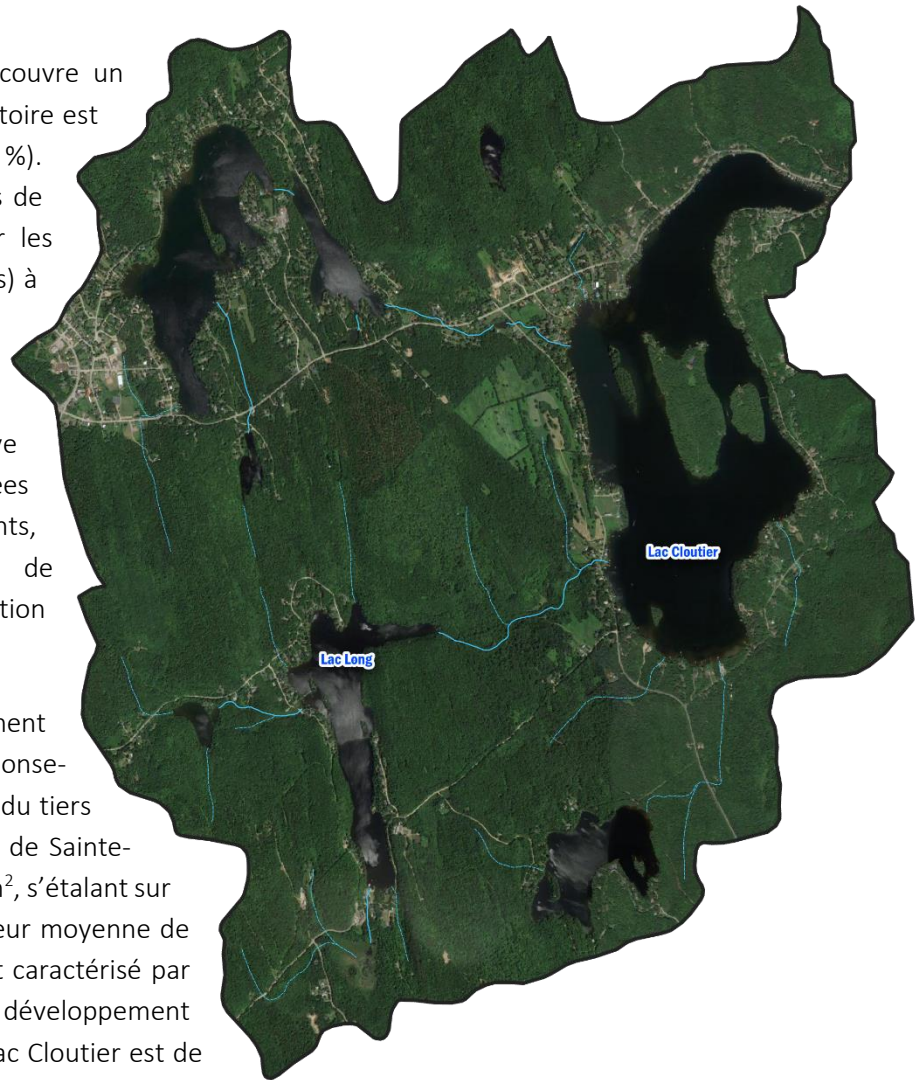 couvre un
toire est
%).
s de
r les
s) à
ve
ées
nts,
de
tion
ment
onse-
du tiers
de Sainte-
n², s’étalant sur
eur moyenne de
t caractérisé par
développement
ac Cloutier est de
Lac Cloutier
Lac Long